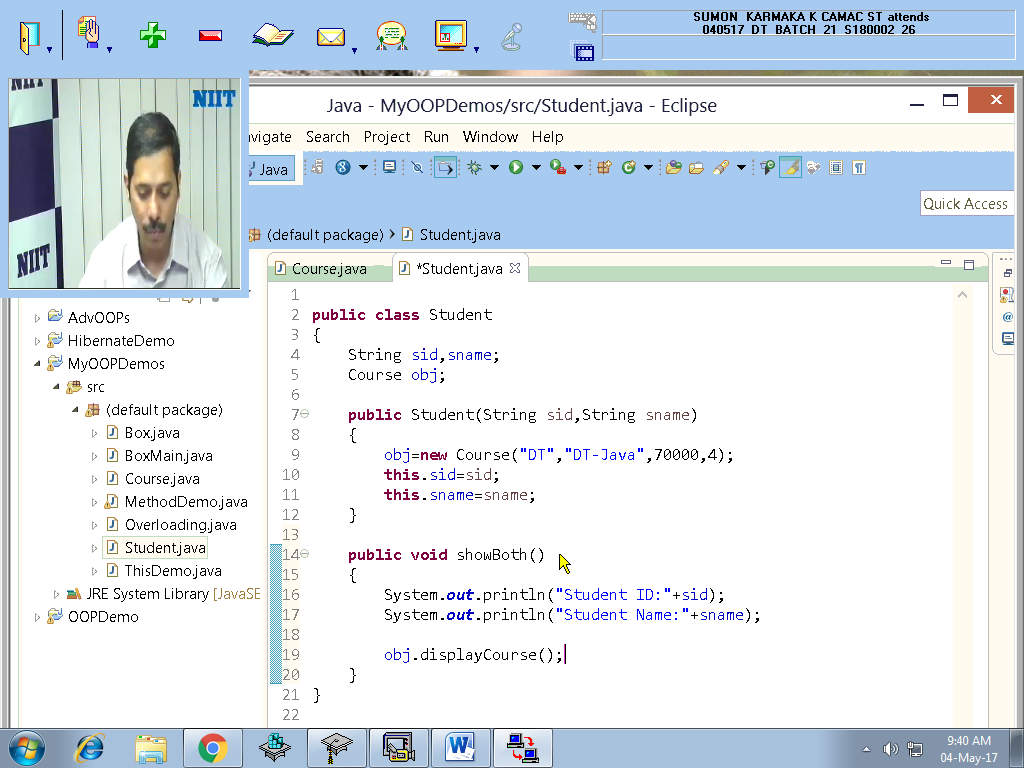 SUMON KARMAKA K CAMAC ST attends
040517 DT BATCH 21 S180002 26
NIIT
NIIT
Java - MyOOPDemos/src/Student.java - Eclipse
Search Project Run Window Help
Java
Quick Access
(default package) Student.java
Course.java
*Student.java
AdvOOPs
HibernateDemo
MyOOPDemos
src
(default package)
Box.java
BoxMain.java
Course.java
MethodDemo.java
Overloading.java
Student.java
ThisDemo.java
JRE System Library [JavaSE
OOPDemo
1
2 public class Student
3 {
4 String sid,sname;
5 Course obj;
6
7 public Student(String sid,String sname)
8 {
9 obj=new Course("DT","DT-Java",70000,4);
10 this.sid=sid;
11 this.sname=sname;
12 }
13
14 public void showBoth()
15 {
16 System.out.println("Student ID:"+sid);
17 System.out.println("Student Name:"+sname);
18
19 obj.displayCourse();
20 }
21 }
22
9:40 AM
04-May-17